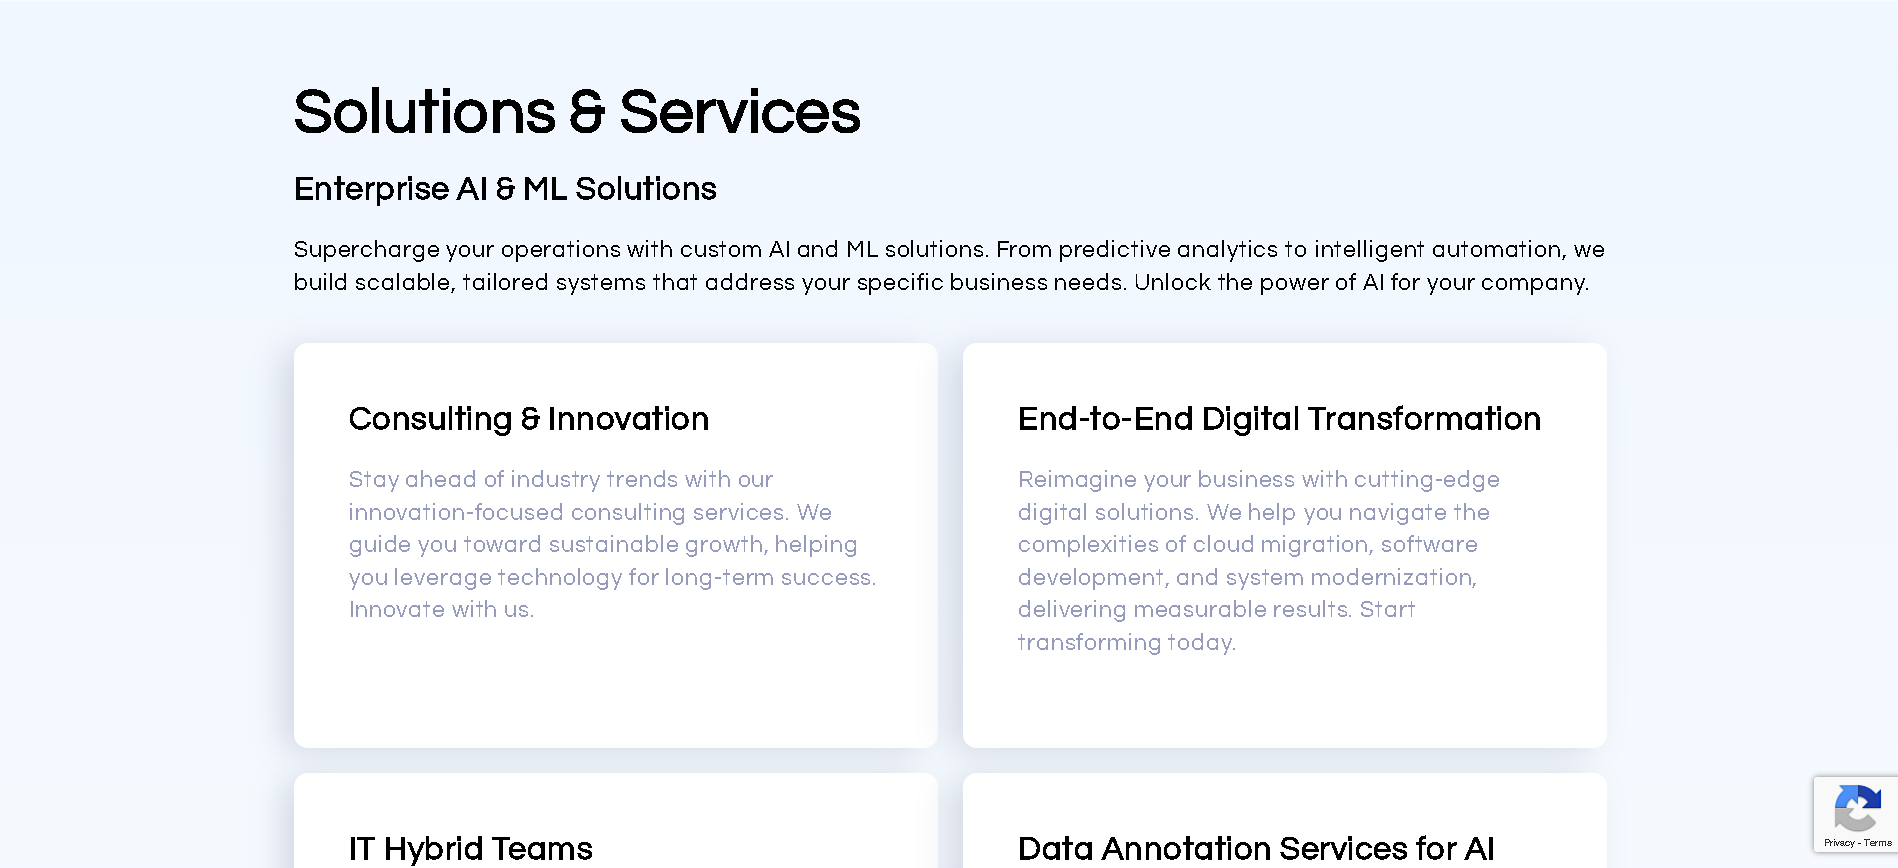 Solutions & Services
Enterprise AI & ML Solutions
Supercharge your operations with custom AI and ML solutions. From predictive analytics to intelligent automation, we
build scalable, tailored systems that address your specific business needs. Unlock the power of AI for your company.
Consulting & Innovation
Stay ahead of industry trends with our
innovation-focused consulting services. We
guide you toward sustainable growth, helping
you leverage technology for long-term success.
Innovate with us.
End-to-End Digital Transformation
Reimagine your business with cutting-edge
digital solutions. We help you navigate the
complexities of cloud migration, software
development, and system modernization,
delivering measurable results. Start
transforming today.
IT Hybrid Teams
Data Annotation Services for AI
Privacy - Terms